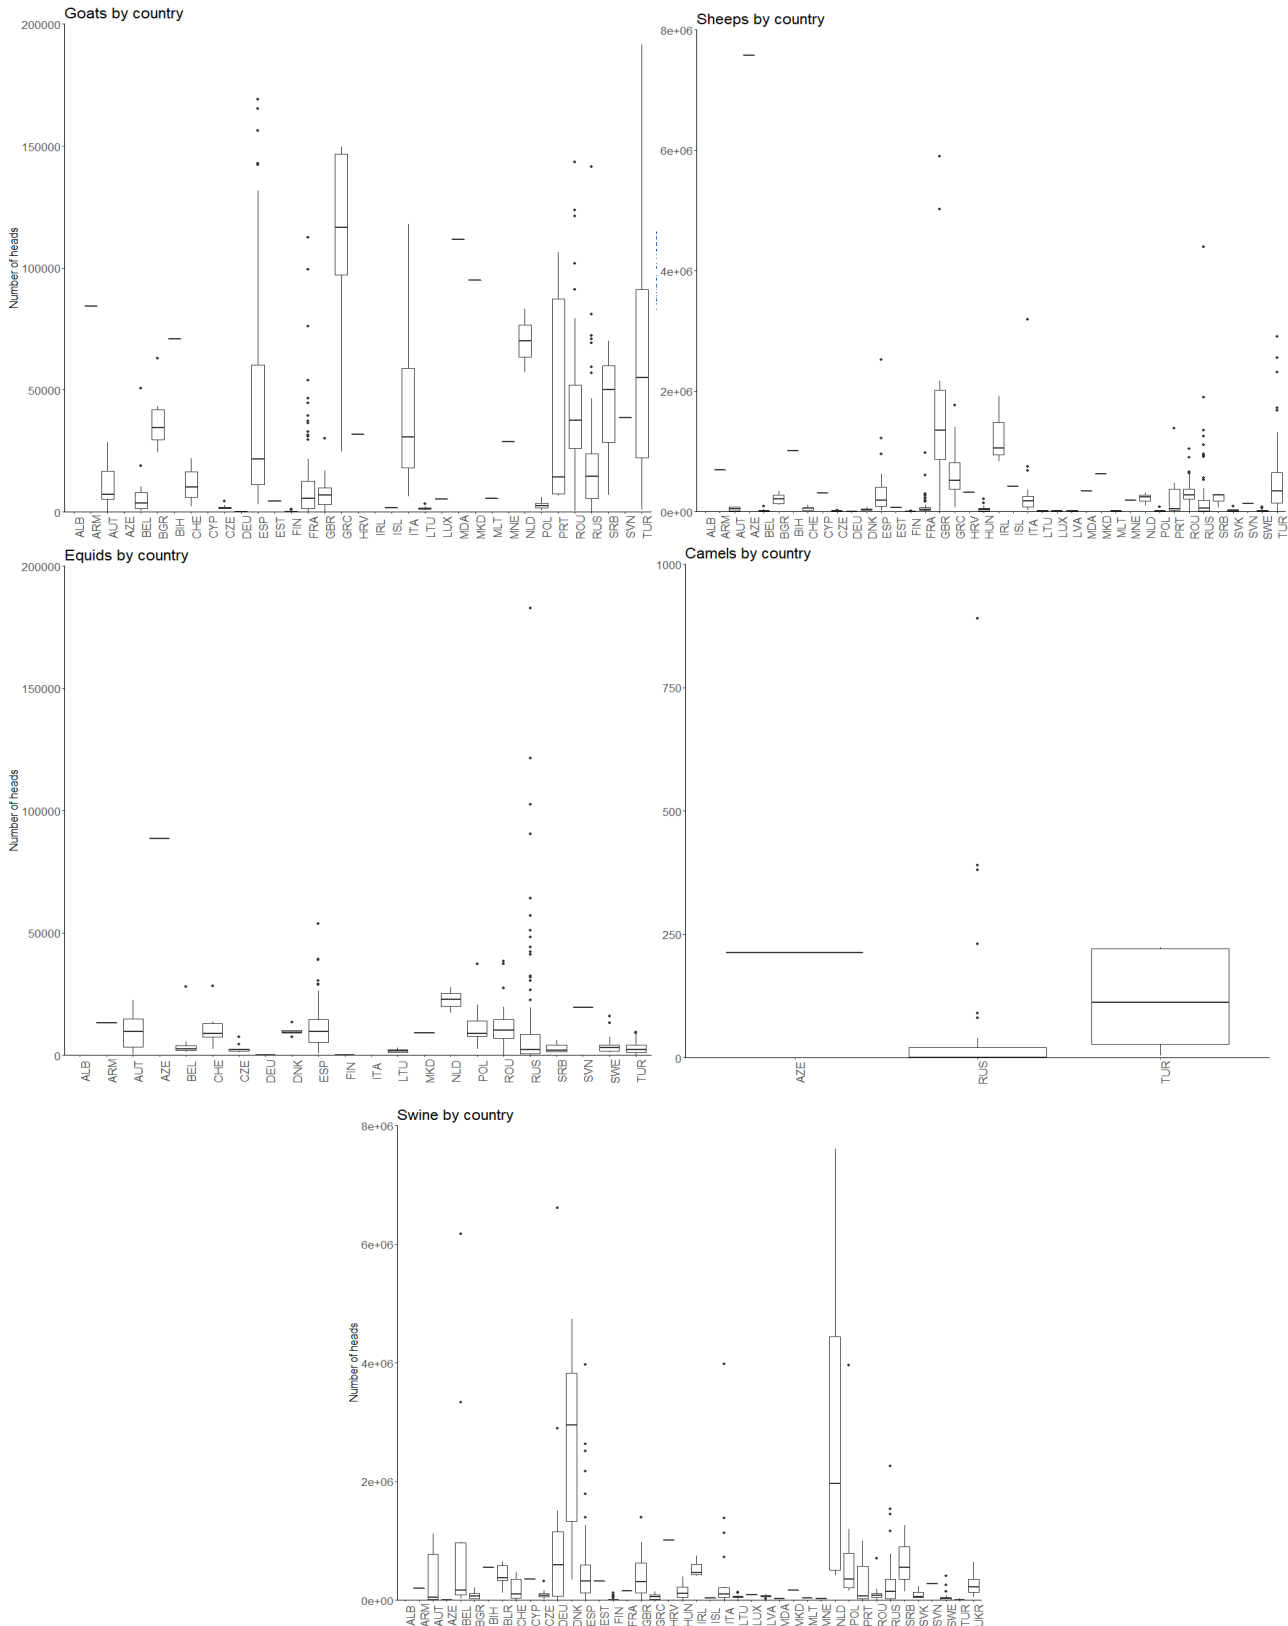 Goats by country
200000
150000
100000
50000
0
Number of heads
ALB ARM AUT AZE BEL BGR BIH CHE CYP CZE DEU ESP EST FIN FRA GBR GRC HRV IRL ISL ITA LTU LUX MDA MKD MLT MNE NLD POL PRT ROU RUS SRB SVN TUR
Sheeps by country
8e+06
6e+06
4e+06
2e+06
0e+00
ALB ARM AUT AZE BEL BGR BIH CHE CYP CZE DEU DNK ESP EST FIN FRA GBR GRC HRV HUN IRL ISL ITA LTU LUX LVA MDA MKD MLT MNE NLD POL PRT ROU RUS SRB SVK SVN SWE TUR
Equids by country
200000
150000
100000
50000
0
Number of heads
ALB ARM AUT AZE BEL CHE CZE DEU DNK ESP FIN ITA LTU MKD NLD POL ROU RUS SRB SVN SWE TUR
Camels by country
1000
750
500
250
0
AZE RUS TUR
Swine by country
8e+06
6e+06
4e+06
2e+06
0e+00
Number of heads
ALB ARM AUT AZE BEL BGR BIH BLR CHE CYP CZE DEU DNK ESP EST FIN FRA GBR GRC HRV HUN IRL ISL ITA LTU LUX LVA MDA MKD MLT MNE NLD POL PRT ROU RUS SRB SVK SVN SWE TUR UKR